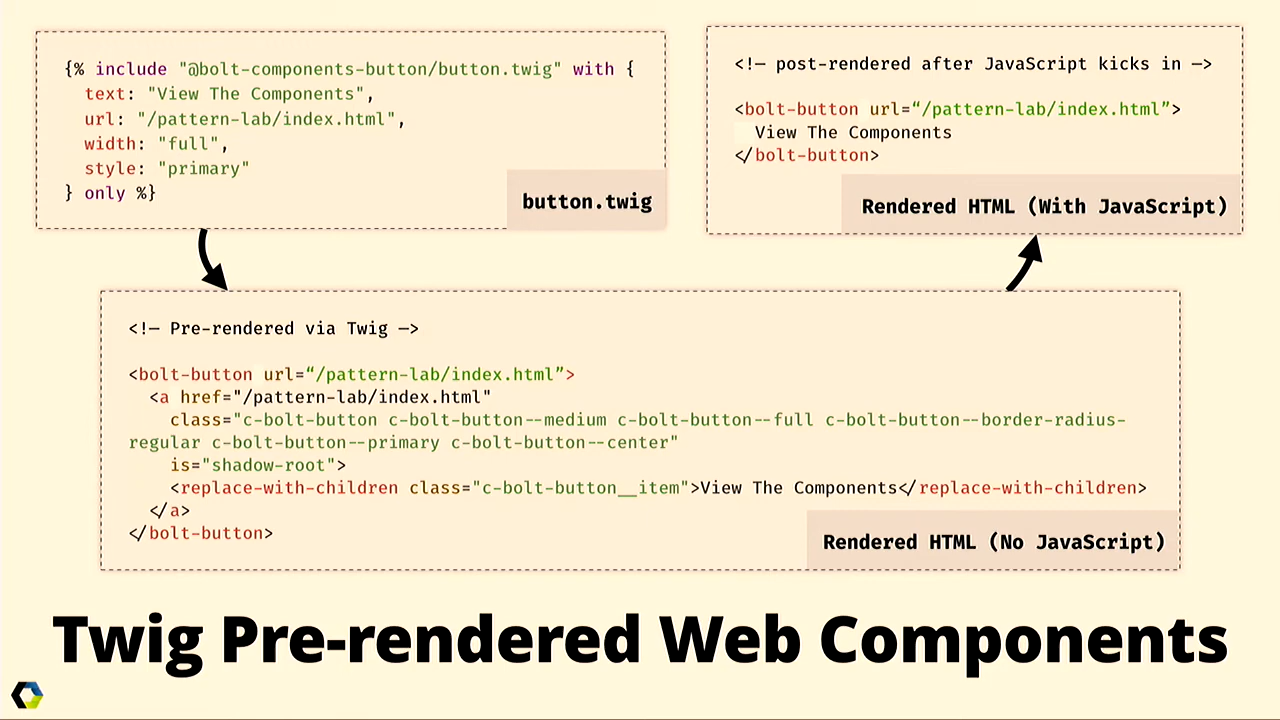 {% include "@bolt-components-button/button.twig" with {
text: "View The Components",
url: "/pattern-lab/index.html",
width: "full",
style: "primary"
} only %}
button.twig
<!— post-rendered after JavaScript kicks in —>
<bolt-button url=“/pattern-lab/index.html”>
View The Components
</bolt-button>
Rendered HTML (With JavaScript)
<!— Pre-rendered via Twig —>
<bolt-button url=“/pattern-lab/index.html”>
<a href="/pattern-lab/index.html"
class="c-bolt-button c-bolt-button--medium c-bolt-button--full c-bolt-button--border-radius-
regular c-bolt-button--primary c-bolt-button--center"
is="shadow-root">
<replace-with-children class="c-bolt-button__item">View The Components</replace-with-children>
</a>
</bolt-button>
Rendered HTML (No JavaScript)
Twig Pre-rendered Web Components